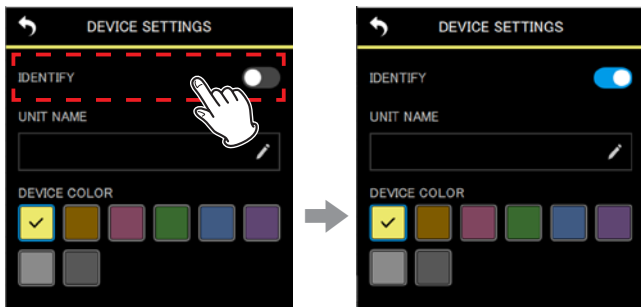 DEVICE SETTINGS
IDENTIFY
UNIT NAME
DEVICE COLOR
DEVICE SETTINGS
IDENTIFY
UNIT NAME
DEVICE COLOR